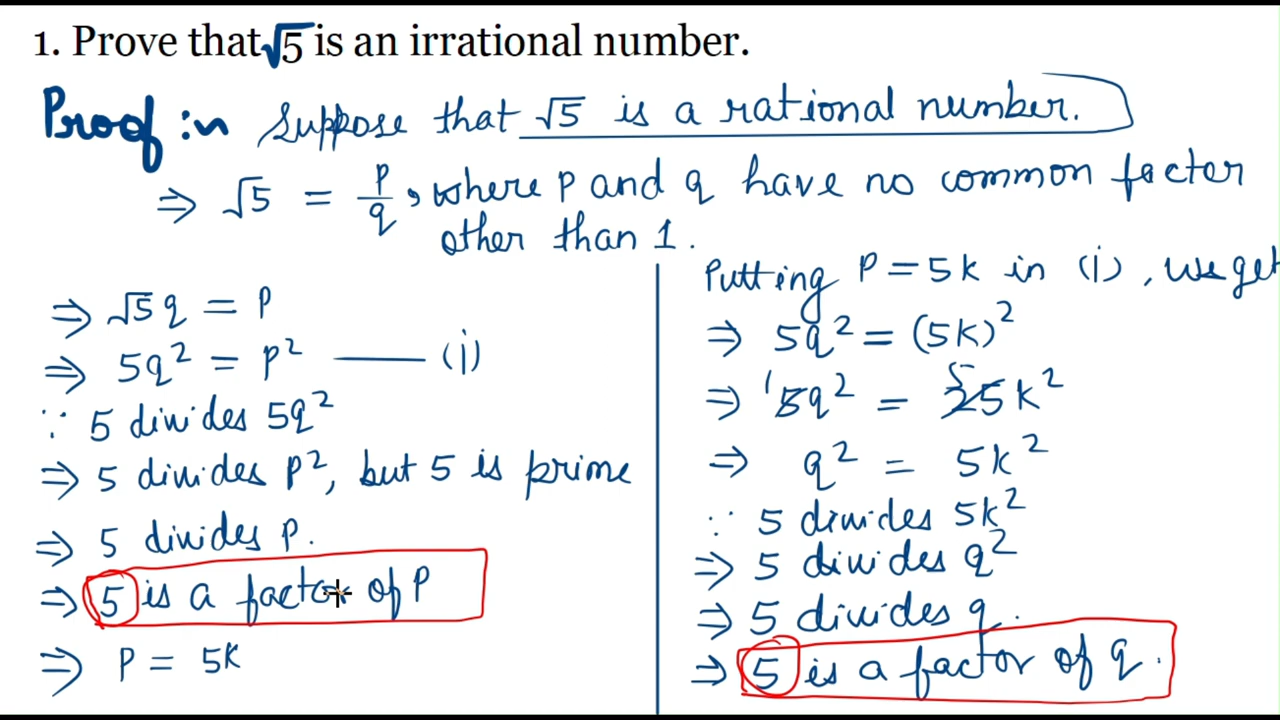 1. Prove that √5 is an irrational number.
Proof :- Suppose that √5 is a rational number.
⇒ √5 = p/q, where p and q have no common factor
other than 1.
⇒ √5q = p
⇒ 5q² = p² —— (i)
∵ 5 divides 5q²
⇒ 5 divides p², but 5 is prime
⇒ 5 divides p.
⇒ 5 is a factor of p
⇒ p = 5k
Putting p = 5k in (i), we get
⇒ 5q² = (5k)²
⇒ ¹5q² = ⁵25k²
⇒ q² = 5k²
∵ 5 divides 5k²
⇒ 5 divides q²
⇒ 5 divides q.
⇒ 5 is a factor of q.